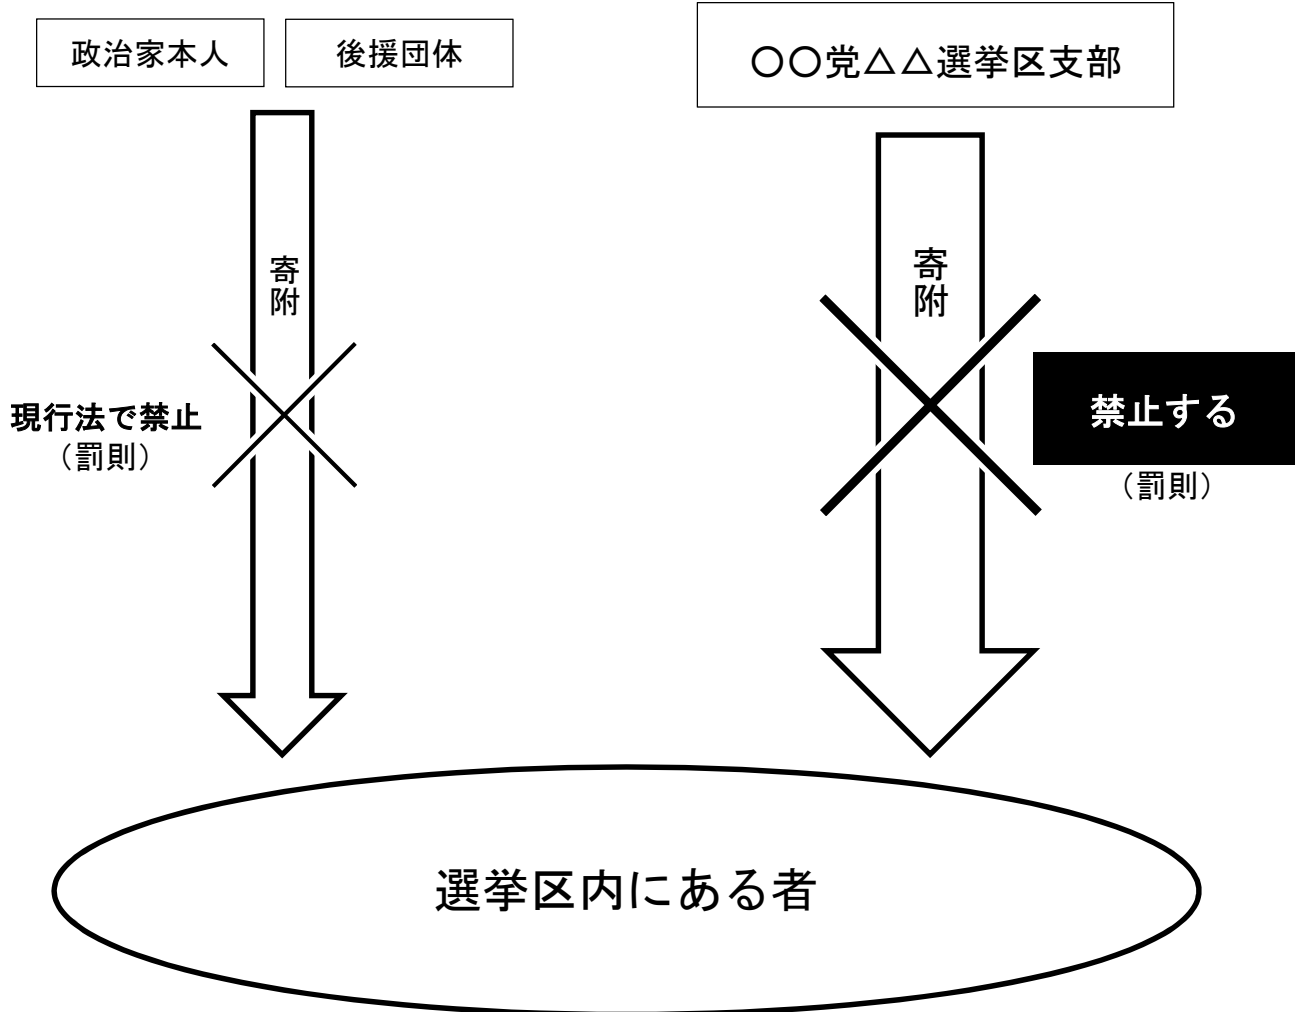 政治家本人
後援団体
〇〇党△△選挙区支部
寄附
寄附
現行法で禁止
（罰則）
禁止する
（罰則）
選挙区内にある者